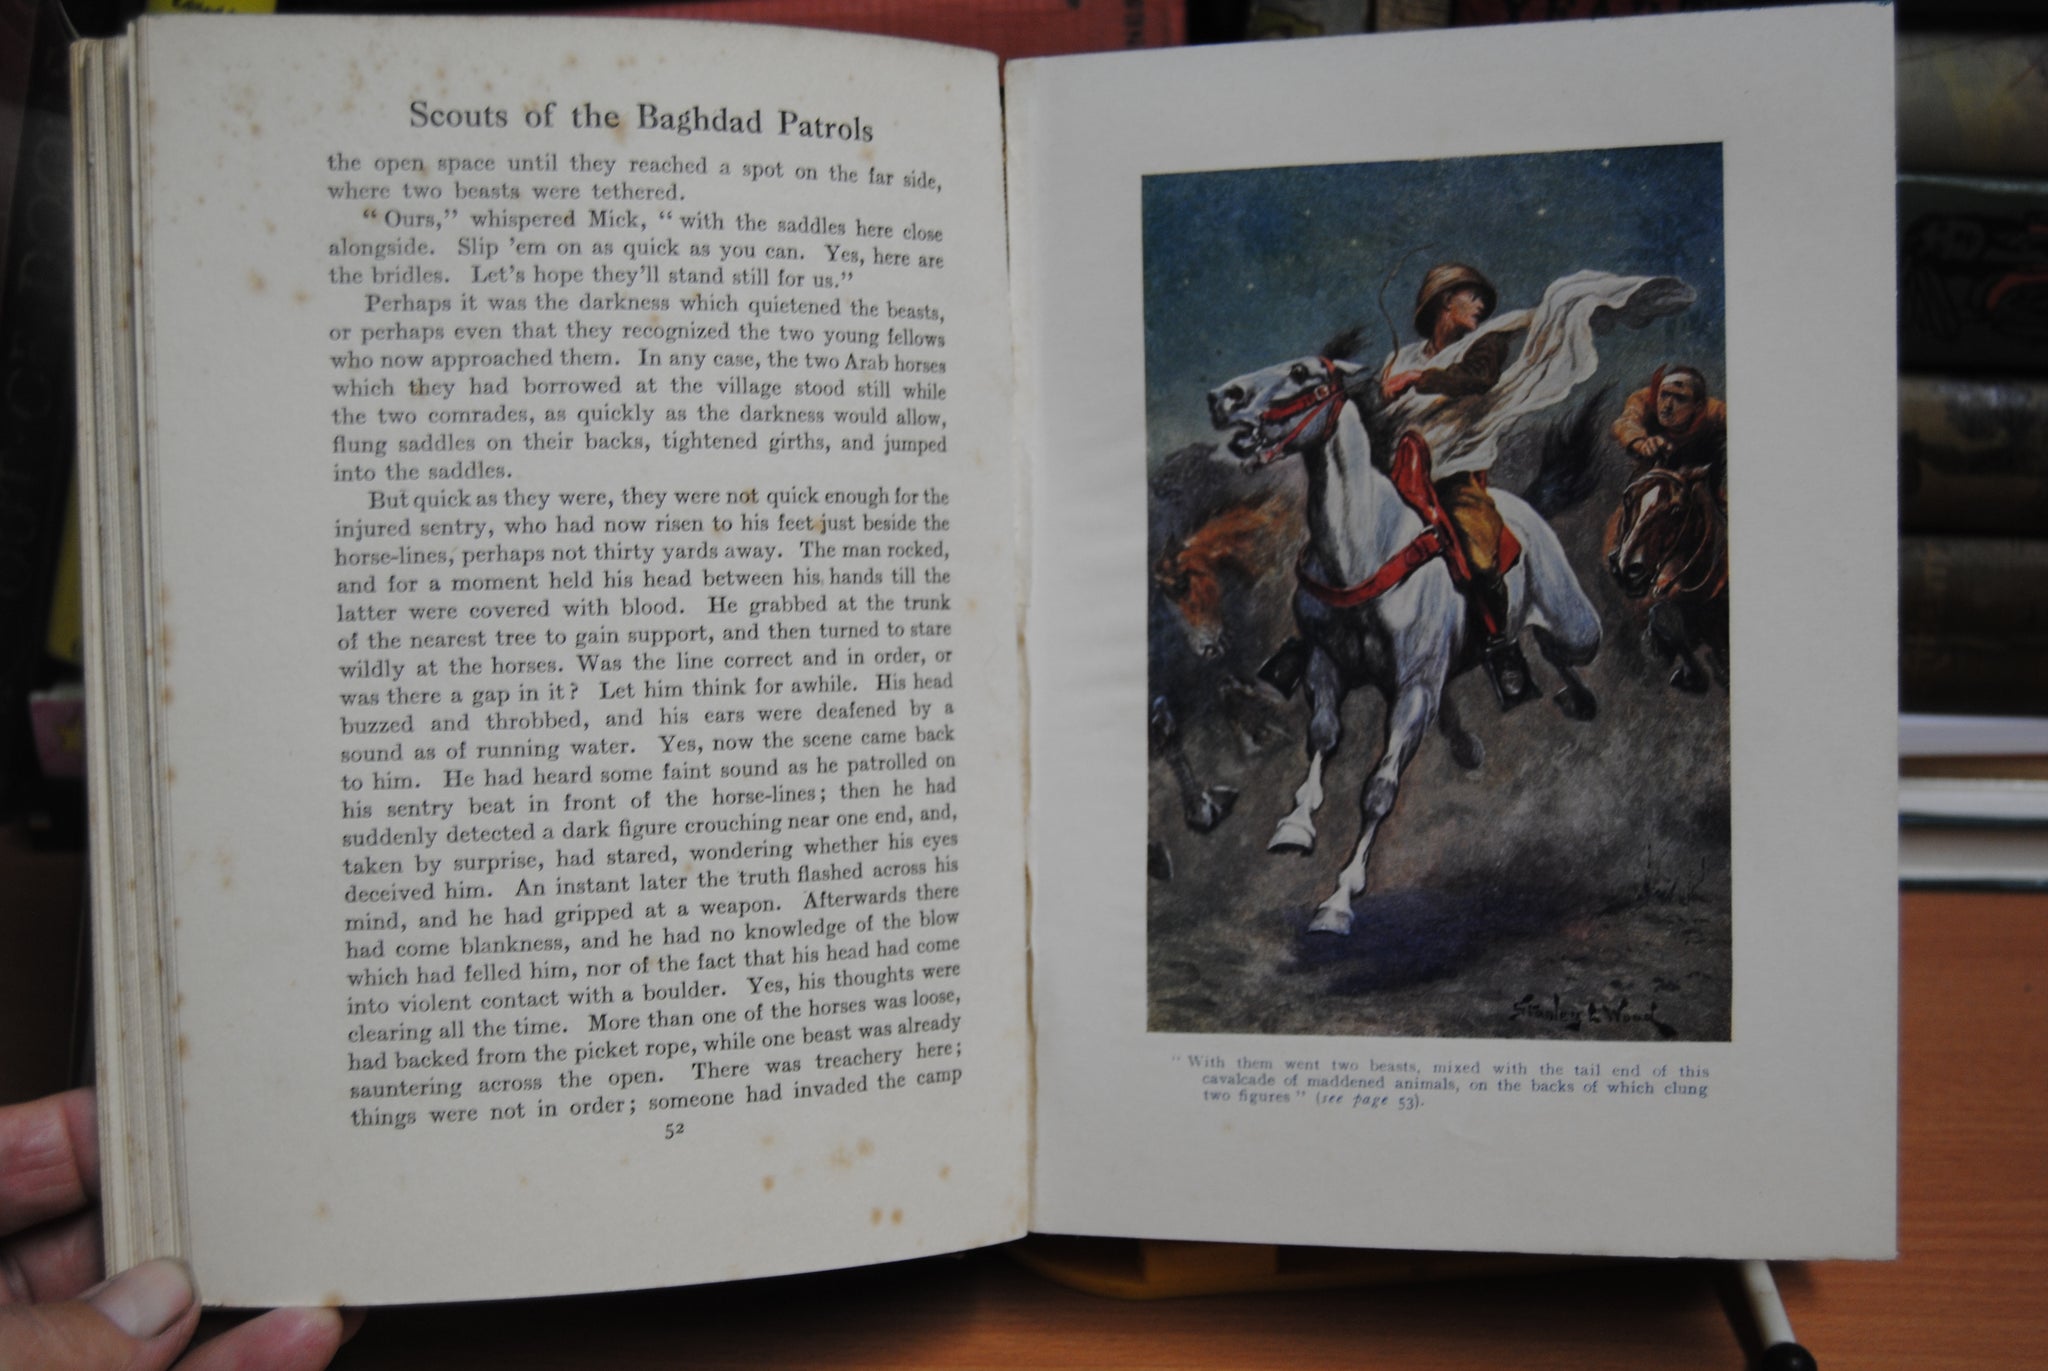 Scouts of the Baghdad Patrols
the open space until they reached a spot on the far side,
where two beasts were tethered.
“Ours,” whispered Mick, “with the saddles here close
alongside. Slip ’em on as quick as you can. Yes, here are
the bridles. Let’s hope they’ll stand still for us.”
Perhaps it was the darkness which quietened the beasts,
or perhaps even that they recognized the two young fellows
who now approached them. In any case, the two Arab horses
which they had borrowed at the village stood still while
the two comrades, as quickly as the darkness would allow,
flung saddles on their backs, tightened girths, and jumped
into the saddles.
But quick as they were, they were not quick enough for the
injured sentry, who had now risen to his feet just beside the
horse-lines, perhaps not thirty yards away. The man rocked,
and for a moment held his head between his hands till the
latter were covered with blood. He grabbed at the trunk
of the nearest tree to gain support, and then turned to stare
wildly at the horses. Was the line correct and in order, or
was there a gap in it? Let him think for awhile. His head
buzzed and throbbed, and his ears were deafened by a
sound as of running water. Yes, now the scene came back
to him. He had heard some faint sound as he patrolled on
his sentry beat in front of the horse-lines; then he had
suddenly detected a dark figure crouching near one end, and,
taken by surprise, had stared, wondering whether his eyes
deceived him. An instant later the truth flashed across his
mind, and he had gripped at a weapon. Afterwards there
had come blankness, and he had no knowledge of the blow
which had felled him, nor of the fact that his head had come
into violent contact with a boulder. Yes, his thoughts were
clearing all the time. More than one of the horses was loose,
had backed from the picket rope, while one beast was already
sauntering across the open. There was treachery here;
things were not in order; someone had invaded the camp
52
Stanley L Wood
“With them went two beasts, mixed with the tail end of this
cavalcade of maddened animals, on the backs of which clung
two figures” (see page 53).